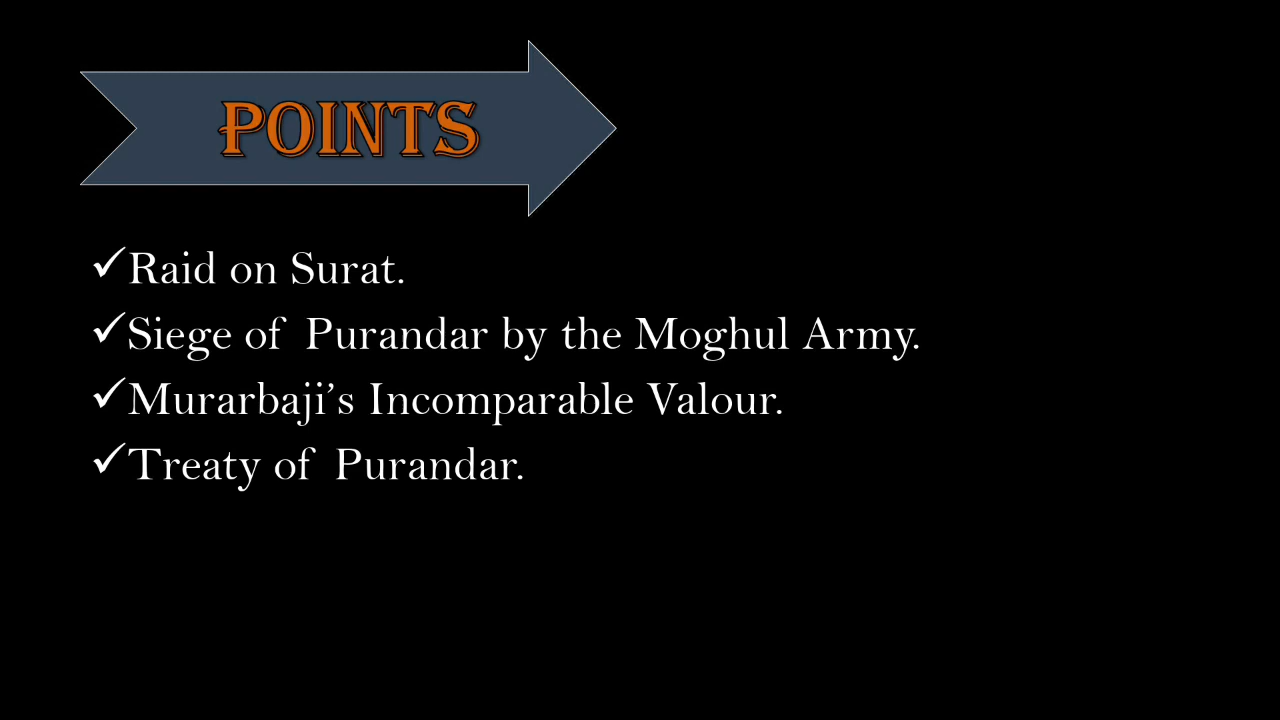 POINTS
✓Raid on Surat.
✓Siege of Purandar by the Moghul Army.
✓Murarbaji’s Incomparable Valour.
✓Treaty of Purandar.